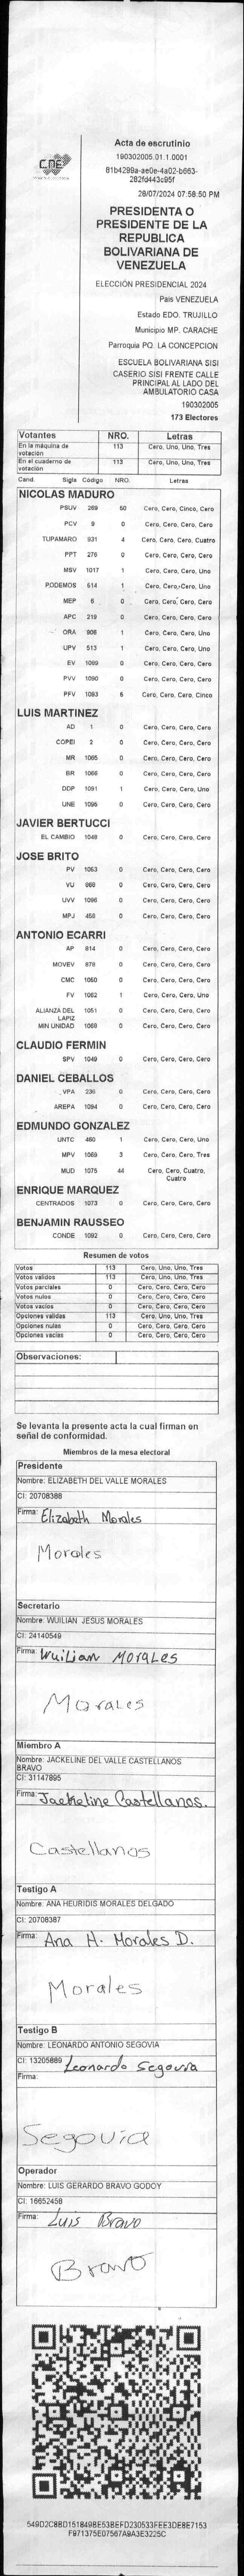 CNE
Acta de escrutinio
190302005.01.1.0001
81b4299a-ae0e-4a02-b663-
282fd443c95f
28/07/2024 07:58:50 PM
PRESIDENTA O
PRESIDENTE DE LA
REPUBLICA
BOLIVARIANA DE
VENEZUELA
ELECCIÓN PRESIDENCIAL 2024
Pais VENEZUELA
Estado EDO. TRUJILLO
Municipio MP. CARACHE
Parroquia PQ. LA CONCEPCION
ESCUELA BOLIVARIANA SISI
CASERIO SISI FRENTE CALLE
PRINCIPAL AL LADO DEL
AMBULATORIO CASA
190302005
173 Electores
Votantes NRO. Letras
En la máquina de votación 113 Cero, Uno, Uno, Tres
En el cuaderno de votación 113 Cero, Uno, Uno, Tres
Cand. Sigla Código NRO. Letras
NICOLAS MADURO
PSUV 269 50 Cero, Cero, Cinco, Cero
PCV 9 0 Cero, Cero, Cero, Cero
TUPAMARO 931 4 Cero, Cero, Cero, Cuatro
PPT 276 0 Cero, Cero, Cero, Cero
MSV 1017 1 Cero, Cero, Cero, Uno
PODEMOS 514 1 Cero, Cero, Cero, Uno
MEP 6 0 Cero, Cero, Cero, Cero
APC 219 0 Cero, Cero, Cero, Cero
ORA 906 1 Cero, Cero, Cero, Uno
UPV 513 1 Cero, Cero, Cero, Uno
EV 1089 0 Cero, Cero, Cero, Cero
PVV 1090 0 Cero, Cero, Cero, Cero
PFV 1093 5 Cero, Cero, Cero, Cinco
LUIS MARTINEZ
AD 1 0 Cero, Cero, Cero, Cero
COPEI 2 0 Cero, Cero, Cero, Cero
MR 1065 0 Cero, Cero, Cero, Cero
BR 1066 0 Cero, Cero, Cero, Cero
DDP 1091 1 Cero, Cero, Cero, Uno
UNE 1095 0 Cero, Cero, Cero, Cero
JAVIER BERTUCCI
EL CAMBIO 1048 0 Cero, Cero, Cero, Cero
JOSE BRITO
PV 1053 0 Cero, Cero, Cero, Cero
VU 868 0 Cero, Cero, Cero, Cero
UVV 1096 0 Cero, Cero, Cero, Cero
MPJ 458 0 Cero, Cero, Cero, Cero
ANTONIO ECARRI
AP 814 0 Cero, Cero, Cero, Cero
MOVEV 878 0 Cero, Cero, Cero, Cero
CMC 1050 0 Cero, Cero, Cero, Cero
FV 1062 1 Cero, Cero, Cero, Uno
ALIANZA DEL LAPIZ 1051 0 Cero, Cero, Cero, Cero
MIN UNIDAD 1068 0 Cero, Cero, Cero, Cero
CLAUDIO FERMIN
SPV 1049 0 Cero, Cero, Cero, Cero
DANIEL CEBALLOS
VPA 236 0 Cero, Cero, Cero, Cero
AREPA 1094 0 Cero, Cero, Cero, Cero
EDMUNDO GONZALEZ
UNTC 460 1 Cero, Cero, Cero, Uno
MPV 1069 3 Cero, Cero, Cero, Tres
MUD 1075 44 Cero, Cero, Cuatro, Cuatro
ENRIQUE MARQUEZ
CENTRADOS 1073 0 Cero, Cero, Cero, Cero
BENJAMIN RAUSSEO
CONDE 1092 0 Cero, Cero, Cero, Cero
Resumen de votos
Votos 113 Cero, Uno, Uno, Tres
Votos validos 113 Cero, Uno, Uno, Tres
Votos parciales 0 Cero, Cero, Cero, Cero
Votos nulos 0 Cero, Cero, Cero, Cero
Votos vacios 0 Cero, Cero, Cero, Cero
Opciones validas 113 Cero, Uno, Uno, Tres
Opciones nulas 0 Cero, Cero, Cero, Cero
Opciones vacias 0 Cero, Cero, Cero, Cero
Observaciones:
Se levanta la presente acta la cual firman en
señal de conformidad.
Miembros de la mesa electoral
Presidente
Nombre: ELIZABETH DEL VALLE MORALES
CI: 20708388
Firma: Elizabeth Morales
Morales
Secretario
Nombre: WUILIAN JESUS MORALES
CI: 24140549
Firma: Wuilian MORALES
MORALES
Miembro A
Nombre: JACKELINE DEL VALLE CASTELLANOS
BRAVO
CI: 31147895
Firma: Jackeline Castellanos.
Castellanos
Testigo A
Nombre: ANA HEURIDIS MORALES DELGADO
CI: 20708387
Firma: Ana H. Morales D.
Morales
Testigo B
Nombre: LEONARDO ANTONIO SEGOVIA
CI: 13205889 Leonardo Segovia
Firma:
Segovia
Operador
Nombre: LUIS GERARDO BRAVO GODOY
CI: 16652458
Firma: Luis Bravo
Bravo
549D2C8BD151849BE53BEFD230533FEE3DE8E7153
F971375E07567A9A3E3225C